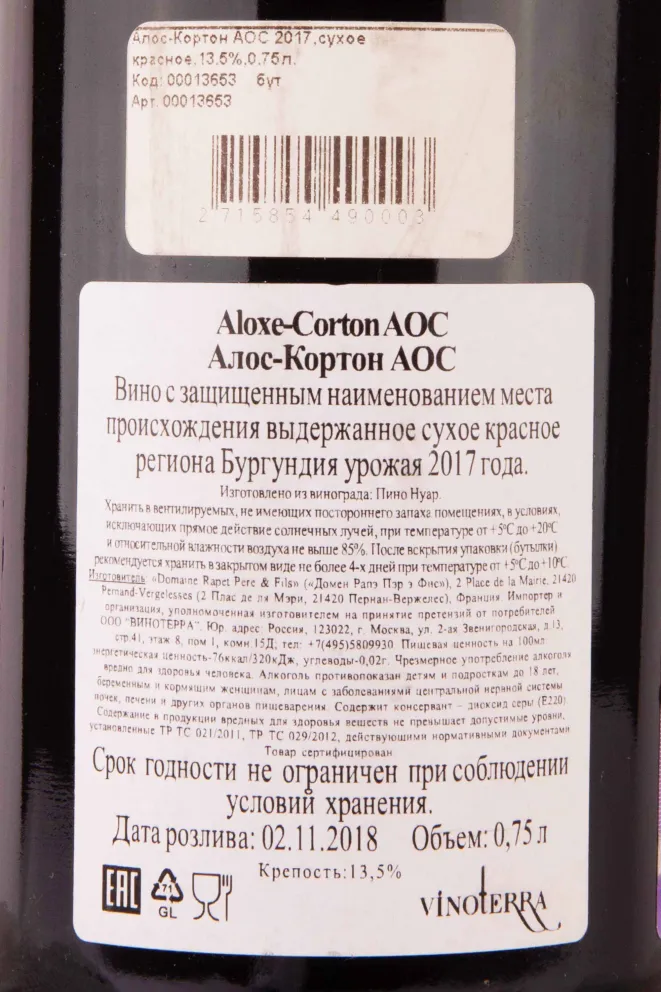 Алос-Кортон АОС 2017,сухое
красное,13.5%,0.75л.
Код: 00013653 бут
Арт. 00013653
2 715854 490003
Aloxe-Corton AOC
Алос-Кортон АОС
Вино с защищенным наименованием места
происхождения выдержанное сухое красное
региона Бургундия урожая 2017 года.
Изготовлено из винограда: Пино Нуар.
Хранить в вентилируемых, не имеющих постороннего запаха помещениях, в условиях,
исключающих прямое действие солнечных лучей, при температуре от +5°С до +20°С
и относительной влажности воздуха не выше 85%. После вскрытия упаковки (бутылки)
рекомендуется хранить в закрытом виде не более 4-х дней при температуре от +5°С до +10°С
Изготовитель: «Domaine Rapet Pere & Fils» («Домен Рапэ Пэр э Фис»), 2 Place de la Mairie, 21420
Pernand-Vergelesses (2 Плас де ля Мэри, 21420 Пернан-Вержелес), Франция. Импортер и
организация, уполномоченная изготовителем на принятие претензий от потребителей
ООО "ВИНОТЕРРА", Юр. адрес: Россия, 123022, г. Москва, ул. 2-ая Звенигородская, д.13,
стр.41, этаж 8, пом 1, комн 15Д; тел: +7(495)5809930. Пищевая ценность на 100мл:
энергетическая ценность-76ккал/320кДж, углеводы-0,02г. Чрезмерное употребление алкоголя
вредно для здоровья человека. Алкоголь противопоказан детям и подросткам до 18 лет,
беременным и кормящим женщинам, лицам с заболеваниями центральной нервной системы
почек, печени и других органов пищеварения. Содержит консервант – диоксид серы (Е220)
Содержание в продукции вредных для здоровья веществ не превышает допустимые уровни,
установленные ТР ТС 021/2011, ТР ТС 029/2012, действующими нормативными документами
Товар сертифицирован
Срок годности не ограничен при соблюдении
условий хранения.
Дата розлива: 02.11.2018 Объем: 0,75 л
Крепость:13,5%
EAC 71 GL VINOTERRA